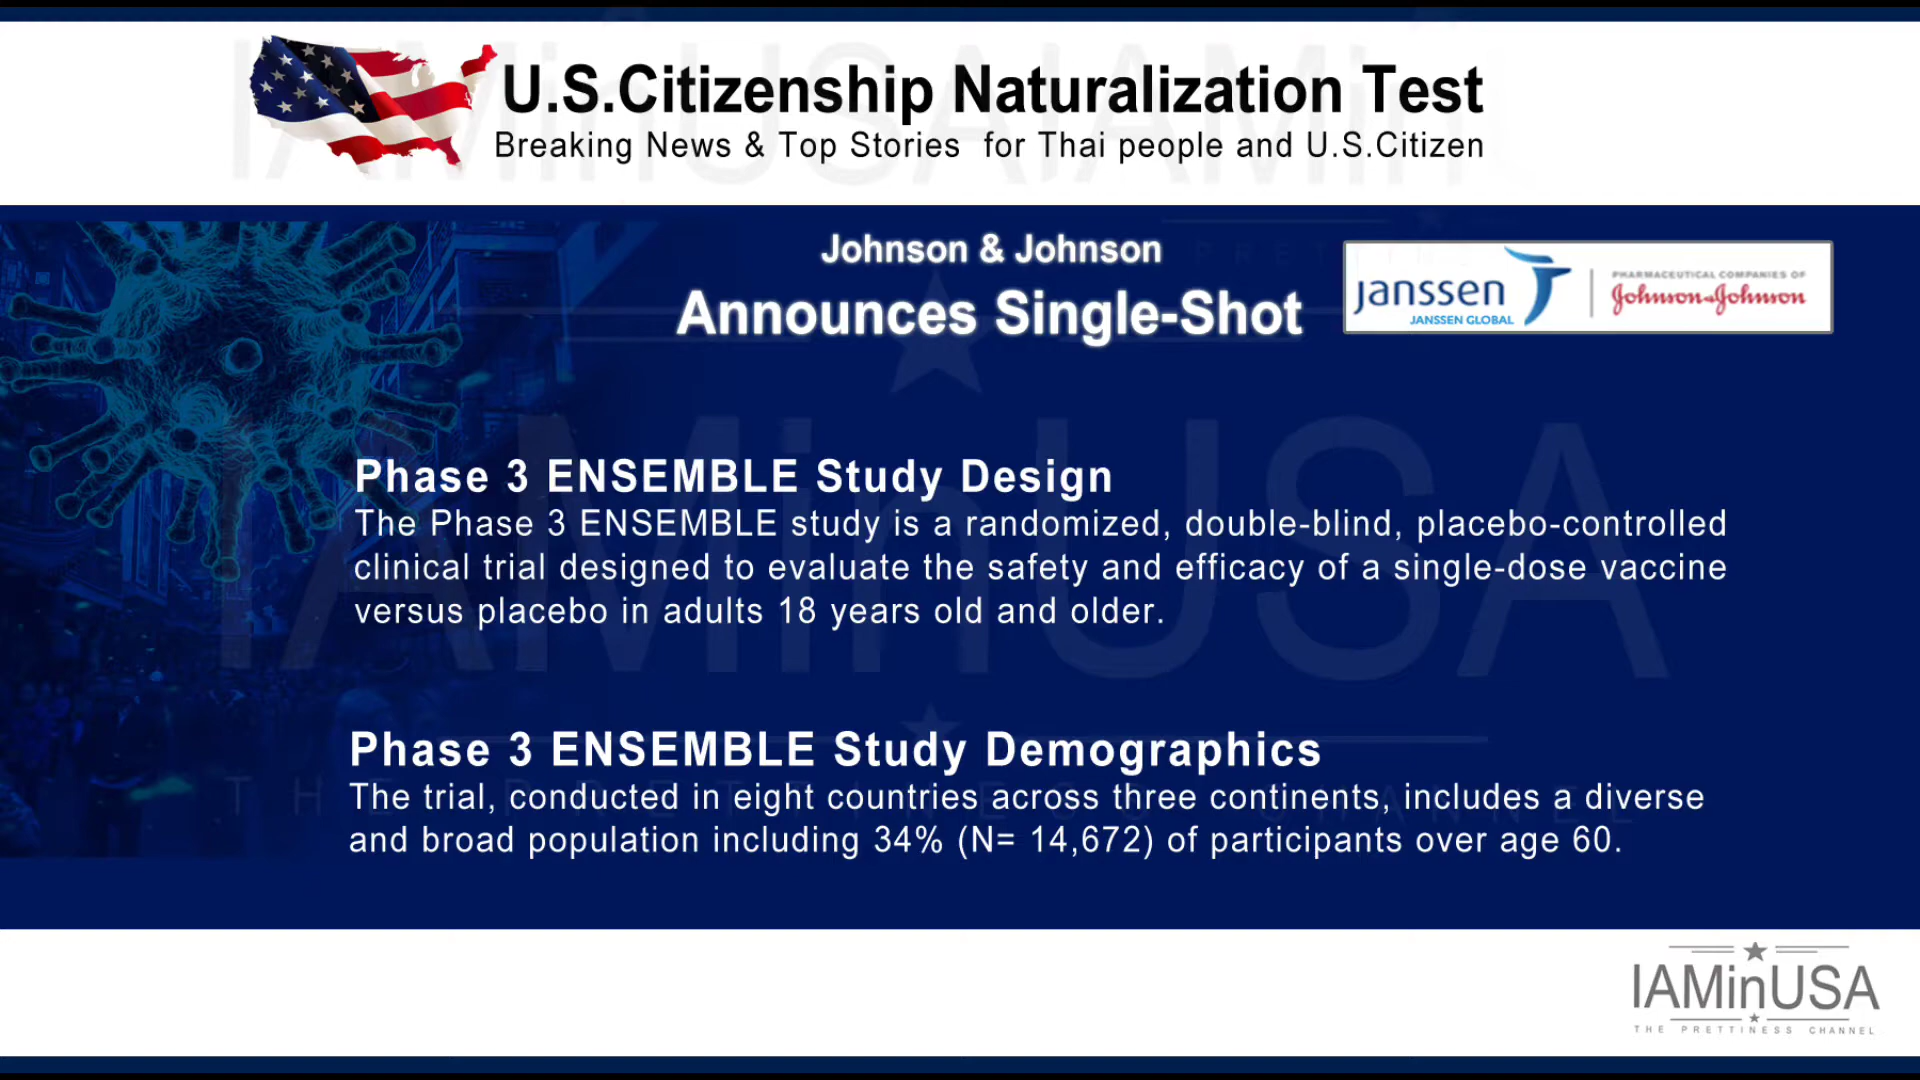 U.S.Citizenship Naturalization Test
Breaking News & Top Stories for Thai people and U.S.Citizen
Johnson & Johnson
Announces Single-Shot
janssen
JANSSEN GLOBAL
PHARMACEUTICAL COMPANIES OF
Johnson&Johnson
Phase 3 ENSEMBLE Study Design
The Phase 3 ENSEMBLE study is a randomized, double-blind, placebo-controlled
clinical trial designed to evaluate the safety and efficacy of a single-dose vaccine
versus placebo in adults 18 years old and older.
Phase 3 ENSEMBLE Study Demographics
The trial, conducted in eight countries across three continents, includes a diverse
and broad population including 34% (N= 14,672) of participants over age 60.
IAMinUSA
THE PRETTINESS CHANNEL